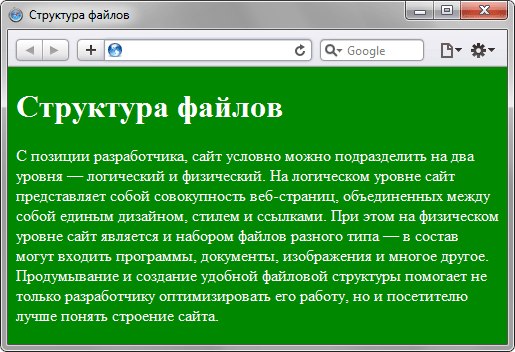 Структура файлов
Google
Структура файлов
С позиции разработчика, сайт условно можно подразделить на два
уровня — логический и физический. На логическом уровне сайт
представляет собой совокупность веб-страниц, объединенных между
собой единым дизайном, стилем и ссылками. При этом на физическом
уровне сайт является и набором файлов разного типа — в состав
могут входить программы, документы, изображения и многое другое.
Продумывание и создание удобной файловой структуры помогает не
только разработчику оптимизировать его работу, но и посетителю
лучше понять строение сайта.